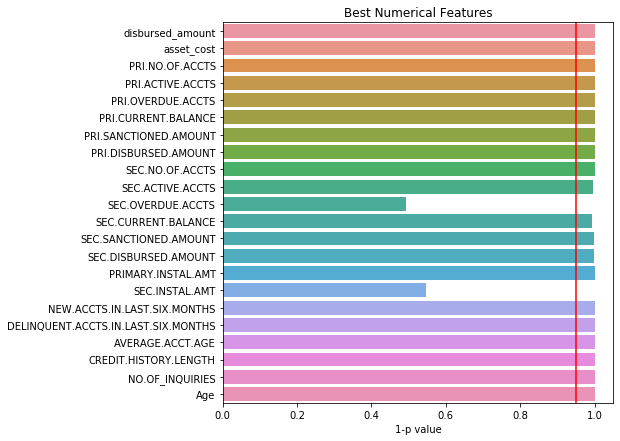 Best Numerical Features
disbursed_amount
asset_cost
PRI.NO.OF.ACCTS
PRI.ACTIVE.ACCTS
PRI.OVERDUE.ACCTS
PRI.CURRENT.BALANCE
PRI.SANCTIONED.AMOUNT
PRI.DISBURSED.AMOUNT
SEC.NO.OF.ACCTS
SEC.ACTIVE.ACCTS
SEC.OVERDUE.ACCTS
SEC.CURRENT.BALANCE
SEC.SANCTIONED.AMOUNT
SEC.DISBURSED.AMOUNT
PRIMARY.INSTAL.AMT
SEC.INSTAL.AMT
NEW.ACCTS.IN.LAST.SIX.MONTHS
DELINQUENT.ACCTS.IN.LAST.SIX.MONTHS
AVERAGE.ACCT.AGE
CREDIT.HISTORY.LENGTH
NO.OF_INQUIRIES
Age
0.0 0.2 0.4 0.6 0.8 1.0
1-p value